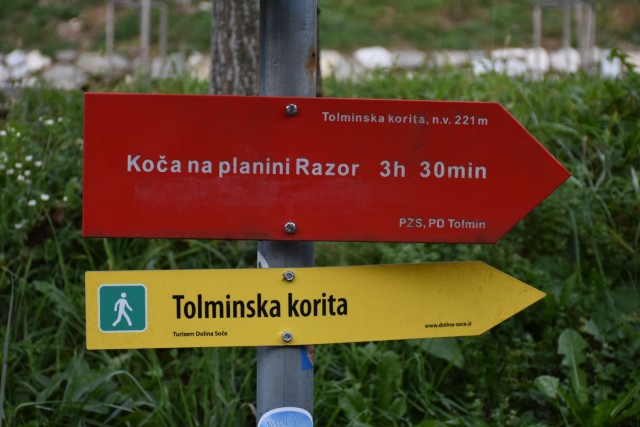 Tolminska korita, n.v. 221m
Koča na planini Razor 3h 30min
PZS, PD Tolmin
Tolminska korita
Turizem Dolina Soče
www.dolina-soce.si